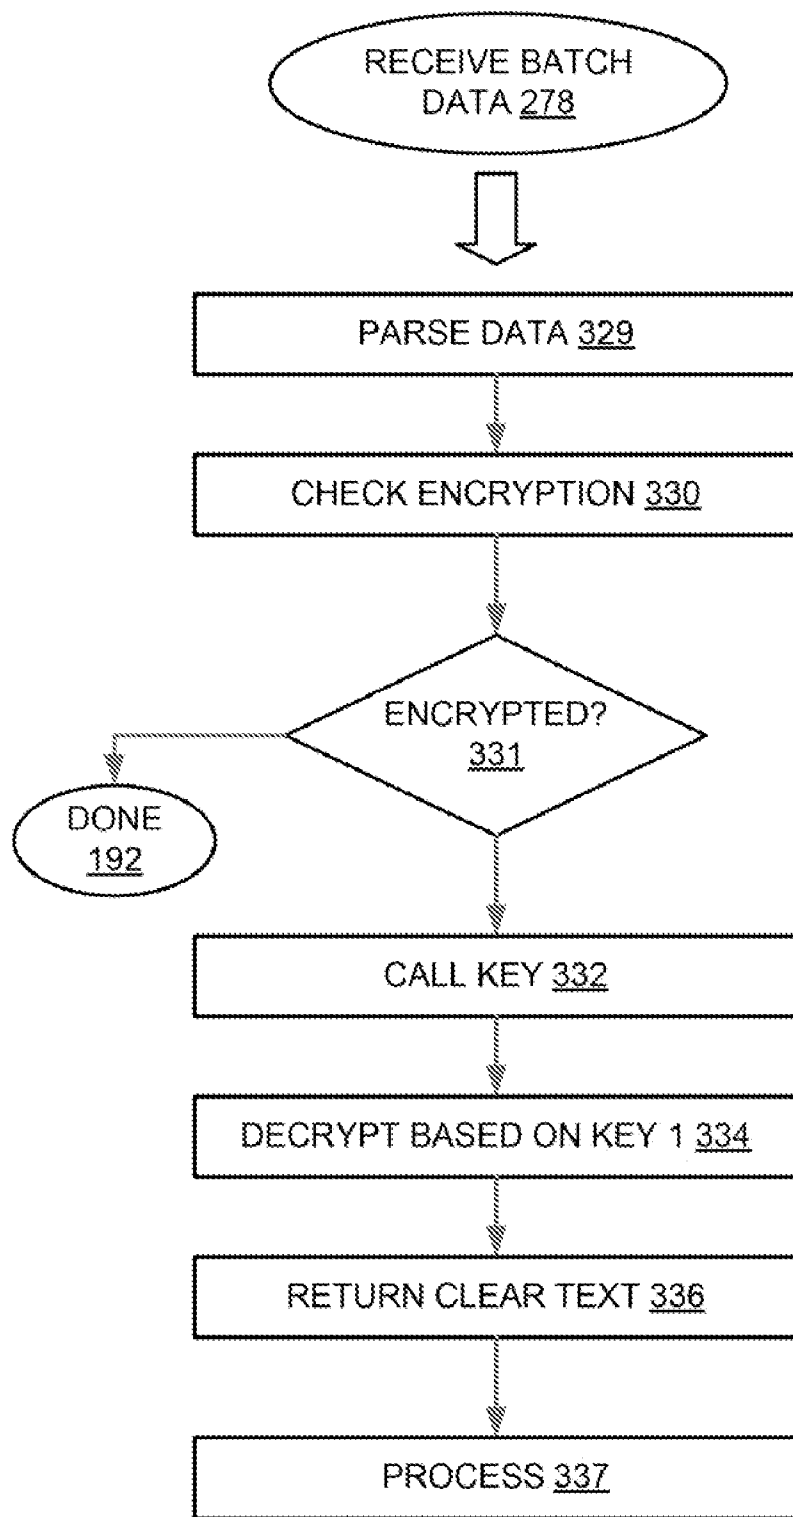 RECEIVE BATCH
DATA 278
PARSE DATA 329
CHECK ENCRYPTION 330
ENCRYPTED?
331
DONE
192
CALL KEY 332
DECRYPT BASED ON KEY 1 334
RETURN CLEAR TEXT 336
PROCESS 337